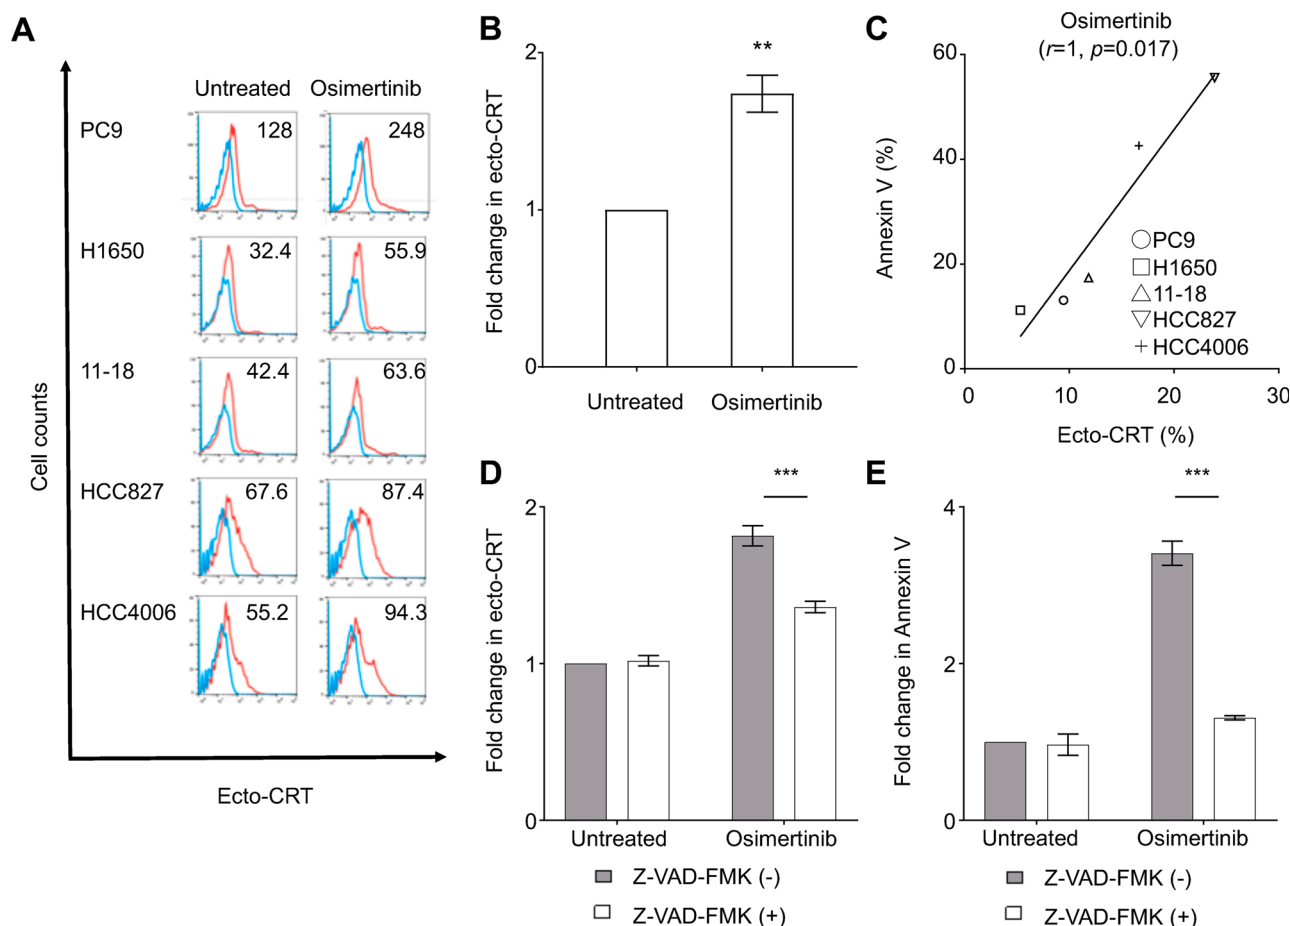 A
Untreated Osimertinib
PC9 128 248
H1650 32.4 55.9
11-18 42.4 63.6
HCC827 67.6 87.4
HCC4006 55.2 94.3
Cell counts
Ecto-CRT
B
2
1
0
**
Fold change in ecto-CRT
Untreated Osimertinib
C
Osimertinib
(r=1, p=0.017)
60
40
20
0
Annexin V (%)
PC9
H1650
11-18
HCC827
HCC4006
0 10 20 30
Ecto-CRT (%)
D
***
2
1
0
Fold change in ecto-CRT
Untreated Osimertinib
Z-VAD-FMK (-)
Z-VAD-FMK (+)
E
***
4
2
0
Fold change in Annexin V
Untreated Osimertinib
Z-VAD-FMK (-)
Z-VAD-FMK (+)